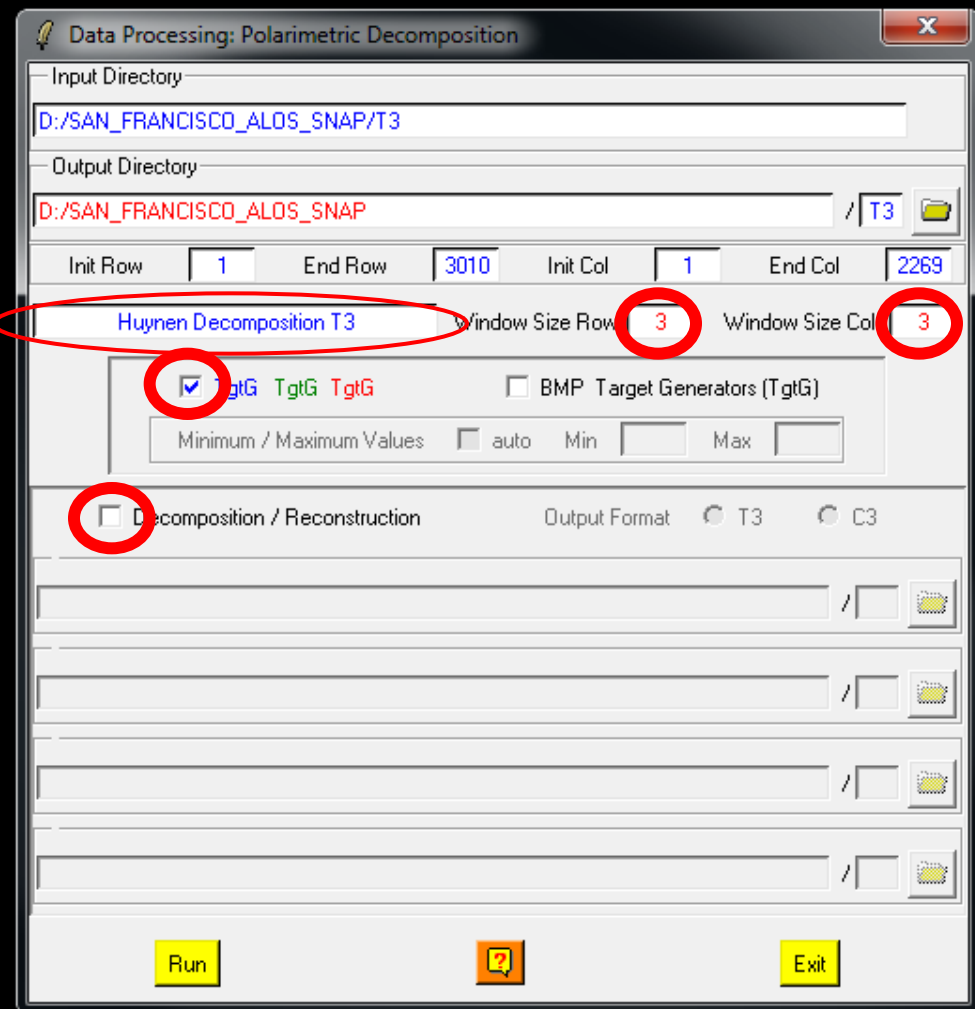 Data Processing: Polarimetric Decomposition
x
Input Directory
D:/SAN_FRANCISCO_ALOS_SNAP/T3
Output Directory
D:/SAN_FRANCISCO_ALOS_SNAP / T3
Init Row 1 End Row 3010 Init Col 1 End Col 2269
Huynen Decomposition T3 Window Size Row 3 Window Size Col 3
TgtG TgtG TgtG BMP Target Generators (TgtG)
Minimum / Maximum Values auto Min Max
Decomposition / Reconstruction Output Format T3 C3
/
/
/
/
Run ? Exit